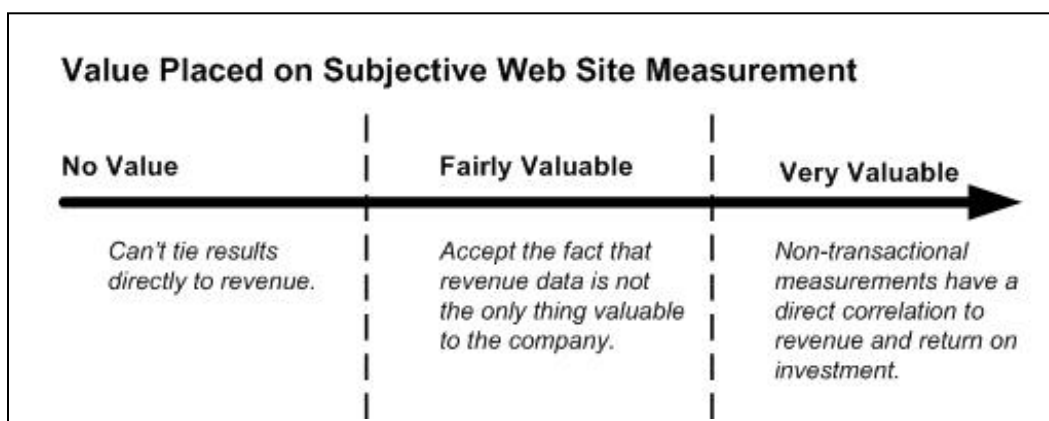 Value Placed on Subjective Web Site Measurement
No Value
Fairly Valuable
Very Valuable
Can't tie results
directly to revenue.
Accept the fact that
revenue data is not
the only thing valuable
to the company.
Non-transactional
measurements have a
direct correlation to
revenue and return on
investment.